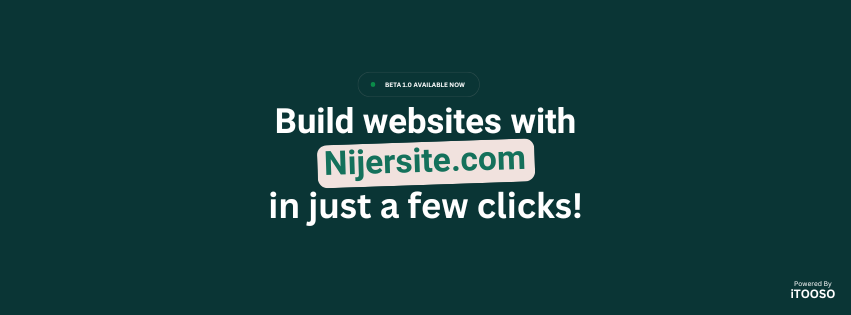 BETA 1.0 AVAILABLE NOW
Build websites with
Nijersite.com
in just a few clicks!
Powered By
iTOOSO